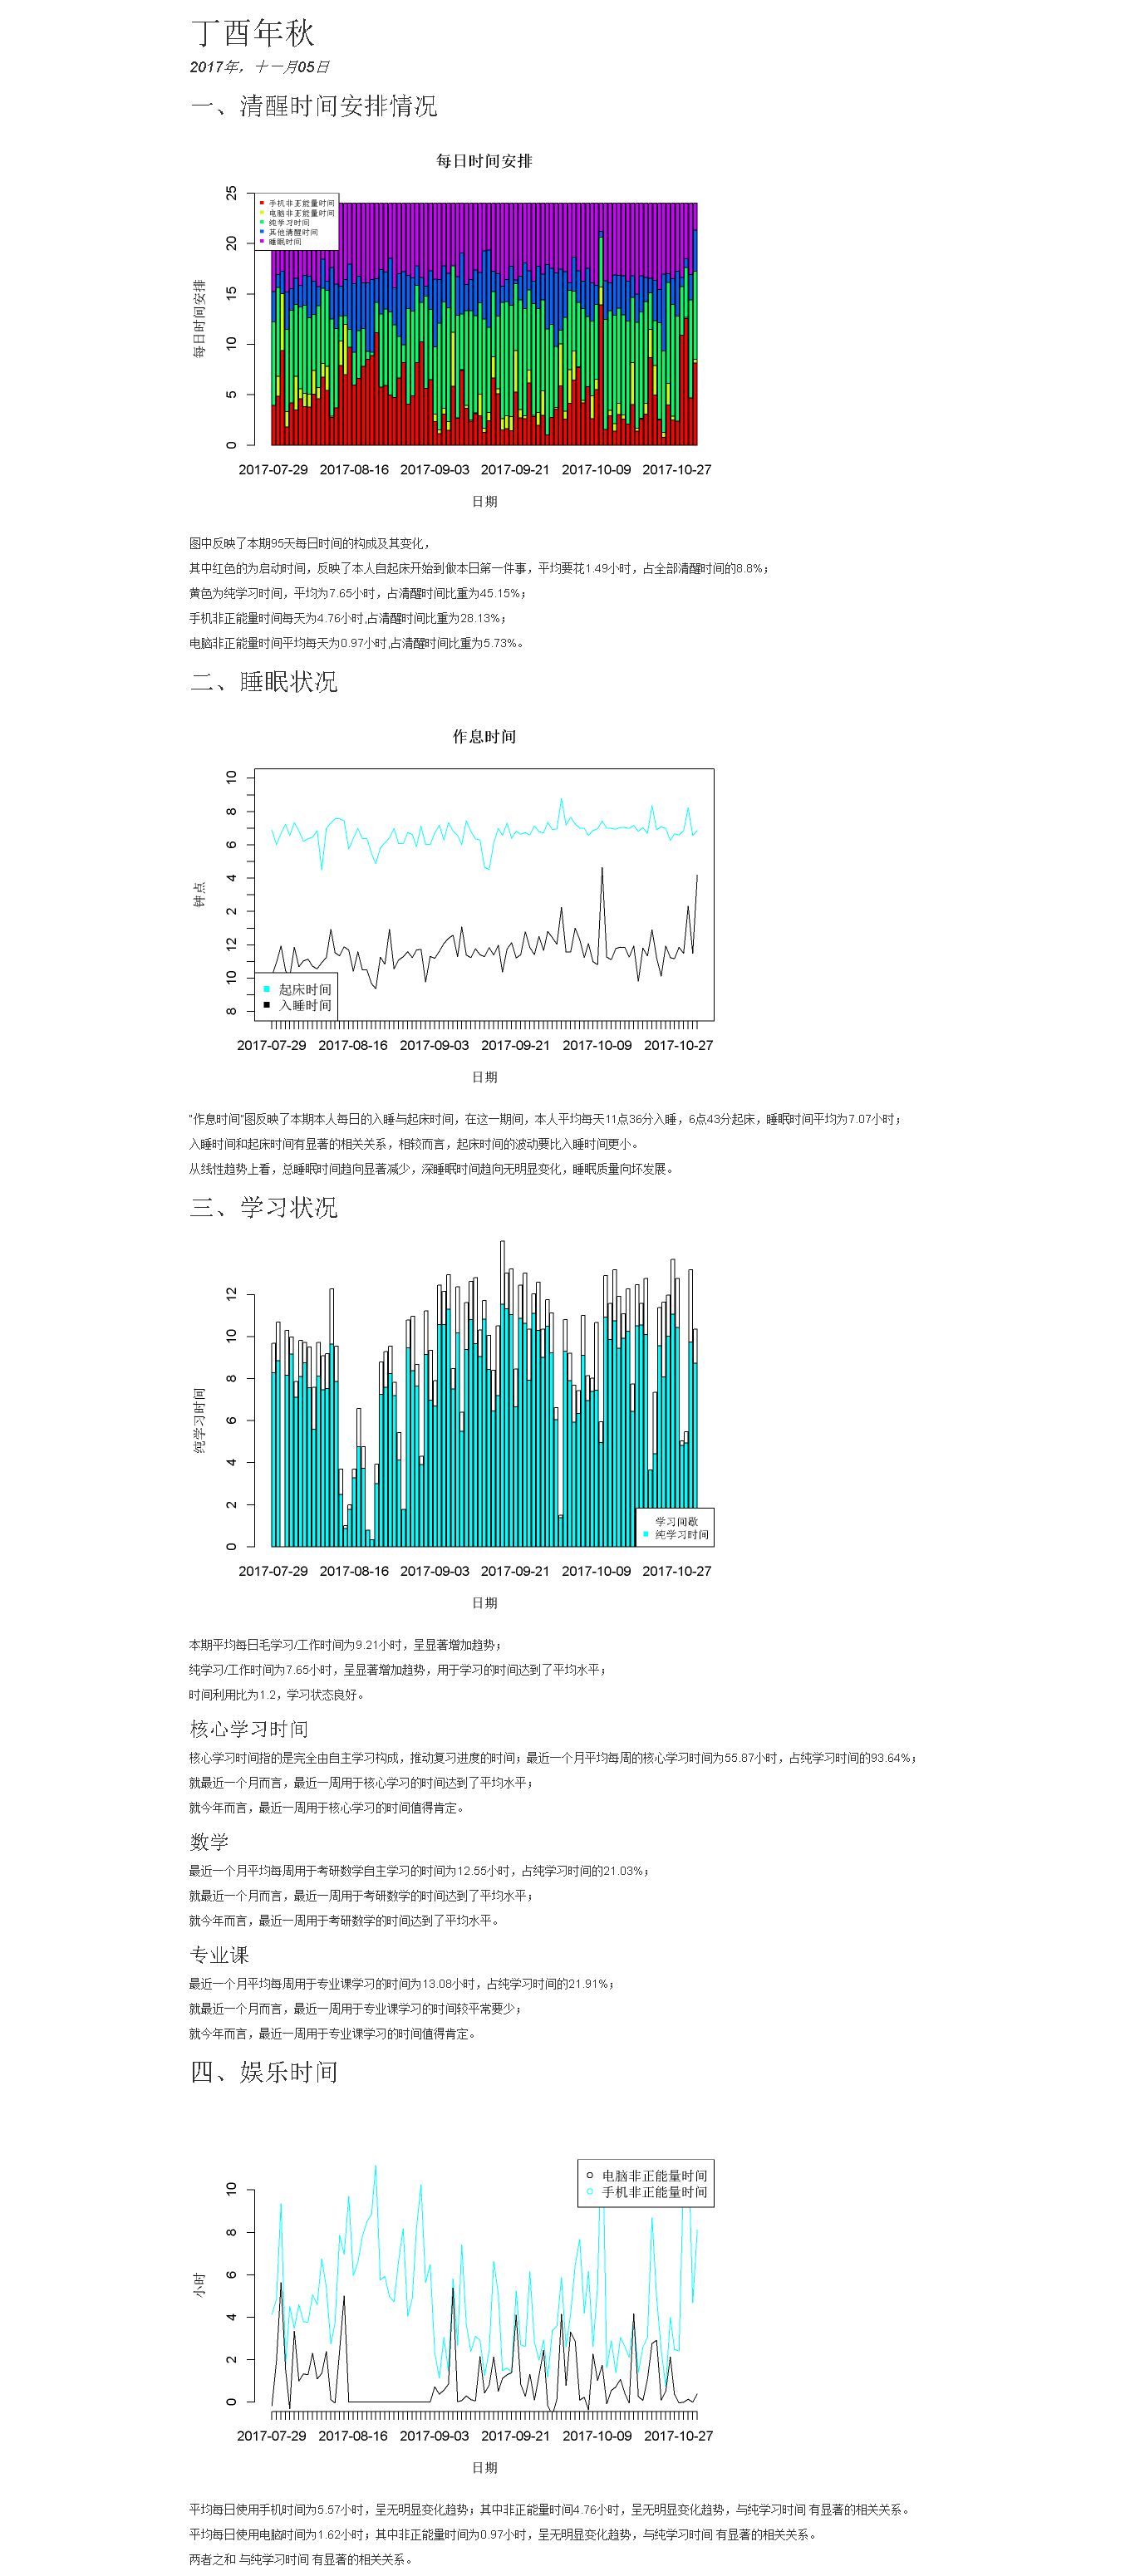 丁酉年秋
2017年，十一月05日
一、清醒时间安排情况
每日时间安排
25
20
15
10
5
0
每日时间安排
手机非正能量时间
电脑非正能量时间
纯学习时间
其他清醒时间
睡眠时间
2017-07-29 2017-08-16 2017-09-03 2017-09-21 2017-10-09 2017-10-27
日期
图中反映了本期95天每日时间的构成及其变化，
其中红色的为启动时间，反映了本人自起床开始到做本日第一件事，平均要花1.49小时，占全部清醒时间的8.8%；
黄色为纯学习时间，平均为7.65小时，占清醒时间比重为45.15%；
手机非正能量时间每天为4.76小时,占清醒时间比重为28.13%；
电脑非正能量时间平均每天为0.97小时,占清醒时间比重为5.73%。
二、睡眠状况
作息时间
10
8
6
4
2
12
10
8
钟点
起床时间
入睡时间
2017-07-29 2017-08-16 2017-09-03 2017-09-21 2017-10-09 2017-10-27
日期
“作息时间”图反映了本期本人每日的入睡与起床时间，在这一期间，本人平均每天11点36分入睡，6点43分起床，睡眠时间平均为7.07小时；
入睡时间和起床时间有显著的相关关系，相较而言，起床时间的波动要比入睡时间更小。
从线性趋势上看，总睡眠时间趋向显著减少，深睡眠时间趋向无明显变化，睡眠质量向坏发展。
三、学习状况
12
10
8
6
4
2
0
纯学习时间
学习间歇
纯学习时间
2017-07-29 2017-08-16 2017-09-03 2017-09-21 2017-10-09 2017-10-27
日期
本期平均每日毛学习/工作时间为9.21小时，呈显著增加趋势；
纯学习/工作时间为7.65小时，呈显著增加趋势，用于学习的时间达到了平均水平；
时间利用比为1.2，学习状态良好。
核心学习时间
核心学习时间指的是完全由自主学习构成，推动复习进度的时间；最近一个月平均每周的核心学习时间为55.87小时，占纯学习时间的93.64%；
就最近一个月而言，最近一周用于核心学习的时间达到了平均水平；
就今年而言，最近一周用于核心学习的时间值得肯定。
数学
最近一个月平均每周用于考研数学自主学习的时间为12.55小时，占纯学习时间的21.03%；
就最近一个月而言，最近一周用于考研数学的时间达到了平均水平；
就今年而言，最近一周用于考研数学的时间达到了平均水平。
专业课
最近一个月平均每周用于专业课学习的时间为13.08小时，占纯学习时间的21.91%；
就最近一个月而言，最近一周用于专业课学习的时间较平常要少；
就今年而言，最近一周用于专业课学习的时间值得肯定。
四、娱乐时间
10
8
6
4
2
0
小时
电脑非正能量时间
手机非正能量时间
2017-07-29 2017-08-16 2017-09-03 2017-09-21 2017-10-09 2017-10-27
日期
平均每日使用手机时间为5.57小时，呈无明显变化趋势；其中非正能量时间4.76小时，呈无明显变化趋势，与纯学习时间 有显著的相关关系。
平均每日使用电脑时间为1.62小时；其中非正能量时间为0.97小时，呈无明显变化趋势，与纯学习时间 有显著的相关关系。
两者之和 与纯学习时间 有显著的相关关系。